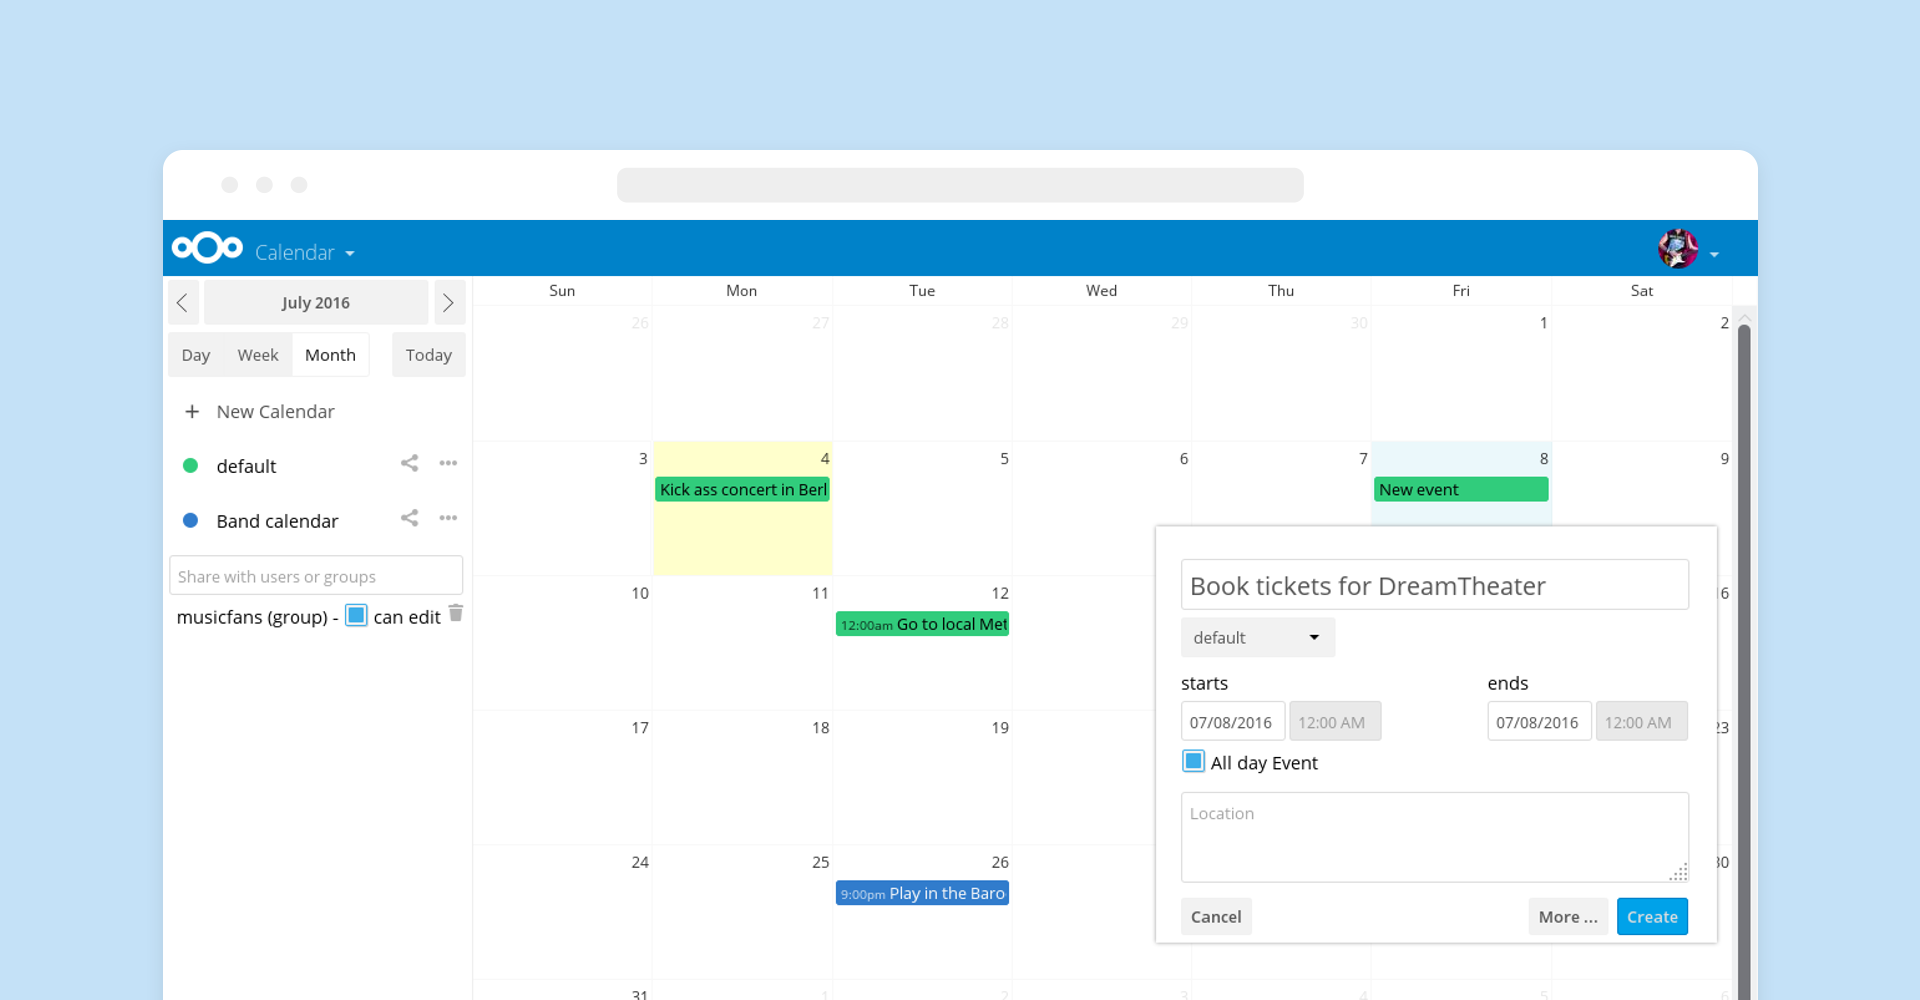 Calendar
July 2016
Day Week Month Today
+ New Calendar
default
Band calendar
Share with users or groups
musicfans (group) - can edit
Sun Mon Tue Wed Thu Fri Sat
26 27 28 29 30 1 2
3 4 5 6 7 8 9
Kick ass concert in Berl
New event
10 11 12 16
12:00am Go to local Met
17 18 19 23
24 25 26 30
9:00pm Play in the Baro
31 1 2 3 4 5 6
Book tickets for DreamTheater
default
starts ends
07/08/2016 12:00 AM 07/08/2016 12:00 AM
All day Event
Location
Cancel More ... Create